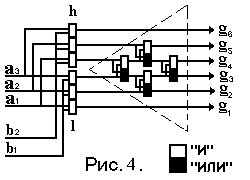 h
g₆
g₅
a₃ g₄
a₂ g₃
a₁ g₂
g₁
b₂
b₁ l
Рис. 4. "И"
"ИЛИ"